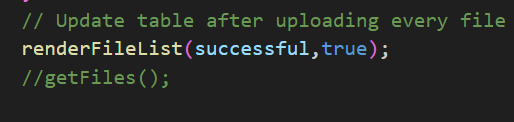 // Update table after uploading every file
renderFileList(successful,true);
//getFiles();